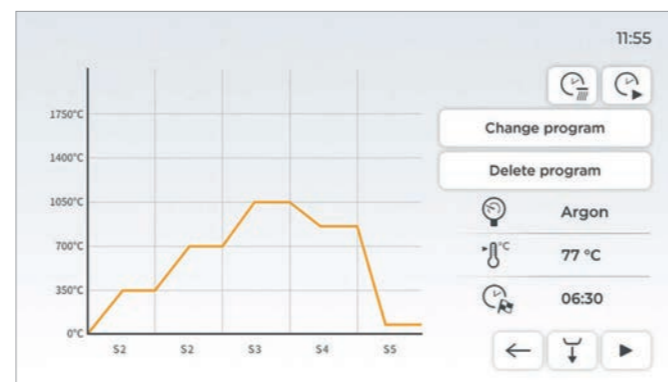 11:55
1750°C
1400°C
1050°C
700°C
350°C
0°C
S2 S2 S3 S4 S5
Change program
Delete program
Argon
°C
77 °C
06:30